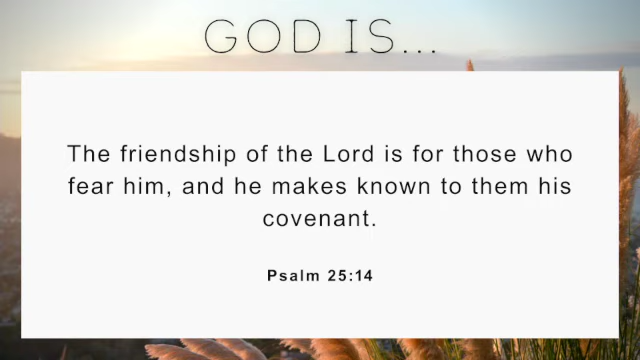 GOD IS...
The friendship of the Lord is for those who
fear him, and he makes known to them his
covenant.
Psalm 25:14